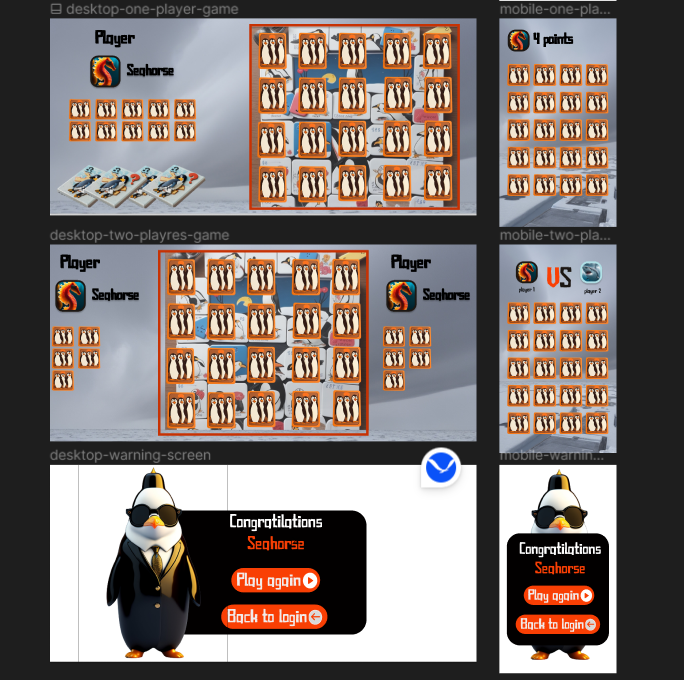 desktop-one-player-game
mobile-one-pla...
Player
Seahorse
4 points
desktop-two-playres-game
mobile-two-pla...
Player
Seahorse
Player
Seahorse
VS
player 1
player 2
desktop-warning-screen
mobile-warnin...
Congratilations
Seahorse
Play again
Back to login
Congratilations
Seahorse
Play again
Back to login